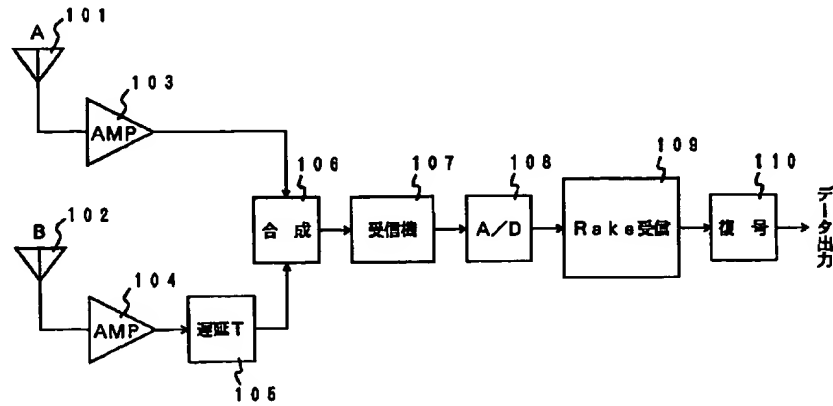 A
101
103
AMP
106
107
108
109
110
合成
受信機
A/D
Rake受信
復号
データ出力
B
102
104
AMP
遅延T
105